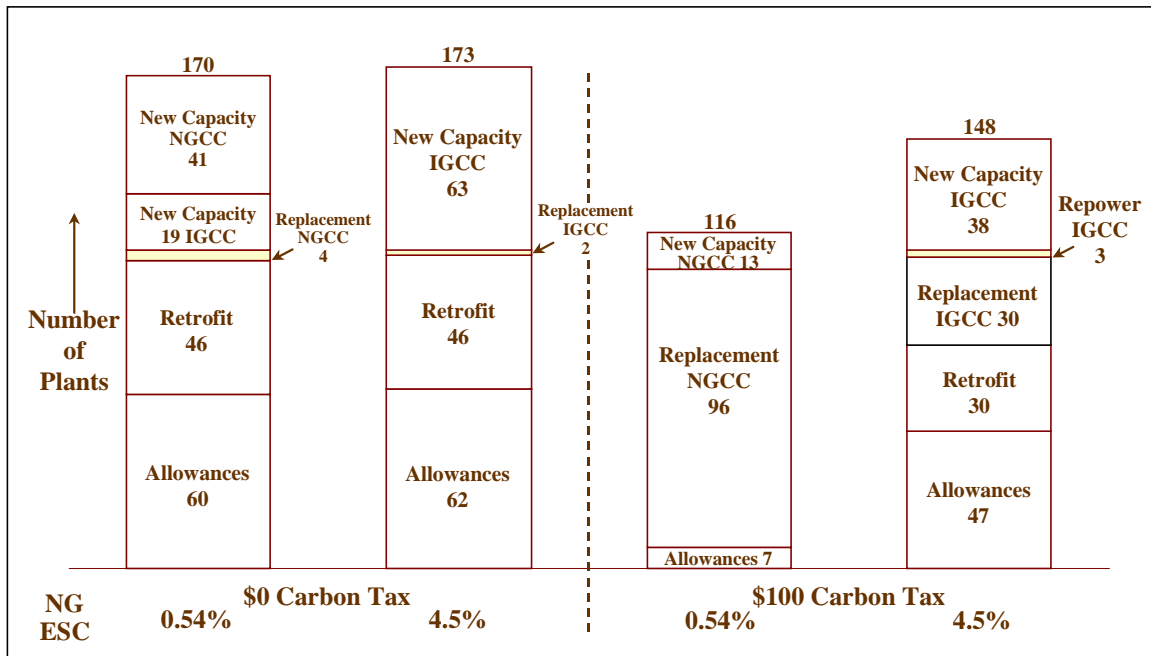 170
New Capacity
NGCC
41
New Capacity
19 IGCC
Replacement
NGCC
4
Retrofit
46
Allowances
60
173
New Capacity
IGCC
63
Replacement
IGCC
2
Retrofit
46
Allowances
62
116
New Capacity
NGCC 13
Replacement
NGCC
96
Allowances 7
148
New Capacity
IGCC
38
Repower
IGCC
3
Replacement
IGCC 30
Retrofit
30
Allowances
47
Number
of
Plants
$0 Carbon Tax
$100 Carbon Tax
NG
ESC
0.54%
4.5%
0.54%
4.5%